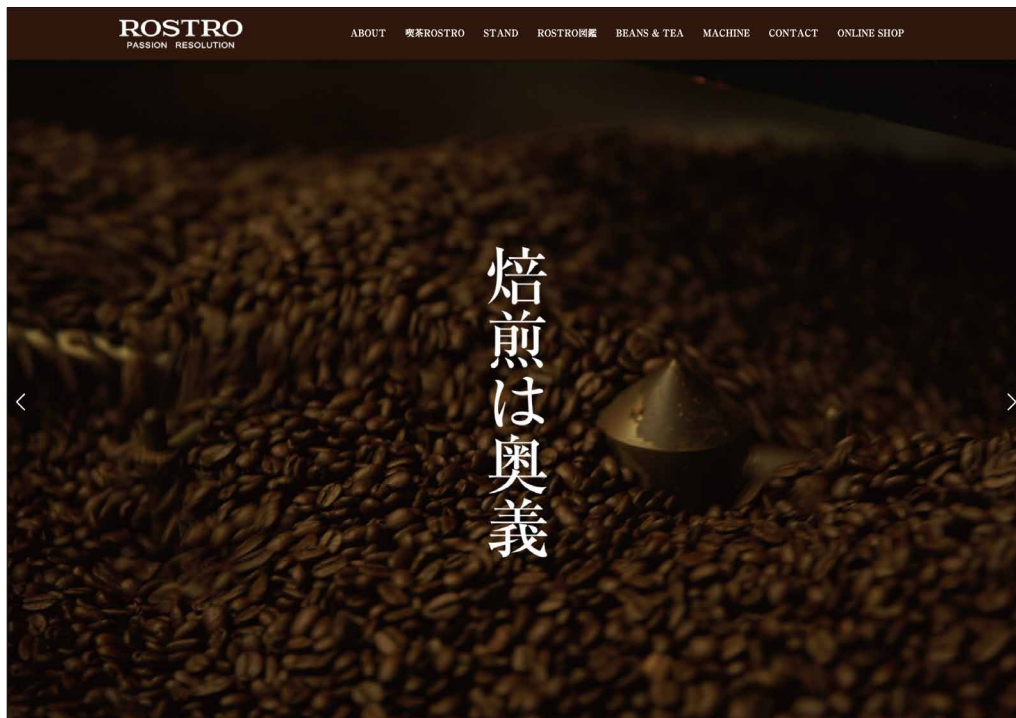 ROSTRO
PASSION RESOLUTION
ABOUT 喫茶ROSTRO STAND ROSTRO図鑑 BEANS & TEA MACHINE CONTACT ONLINE SHOP
焙煎は奥義